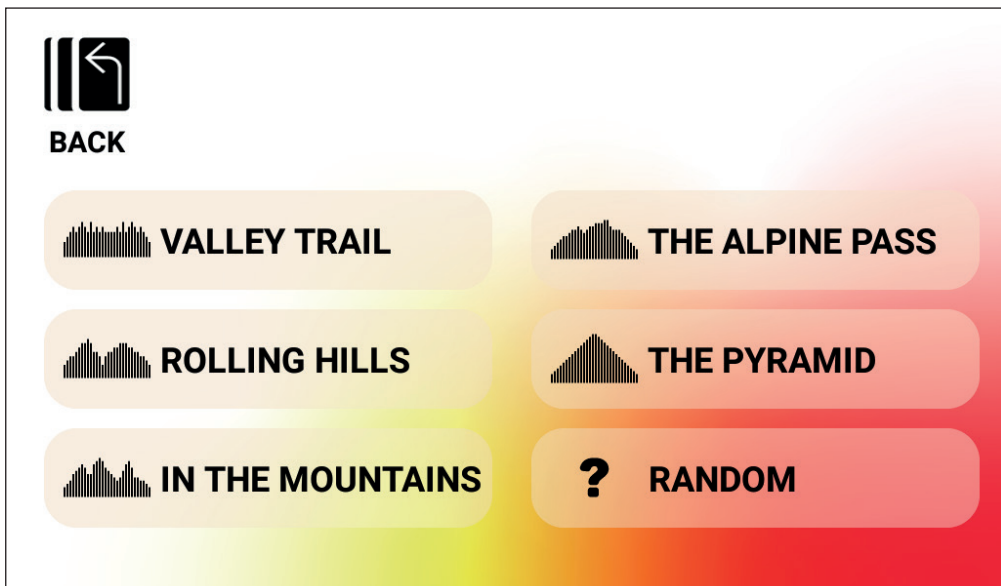 BACK
VALLEY TRAIL
THE ALPINE PASS
ROLLING HILLS
THE PYRAMID
IN THE MOUNTAINS
? RANDOM